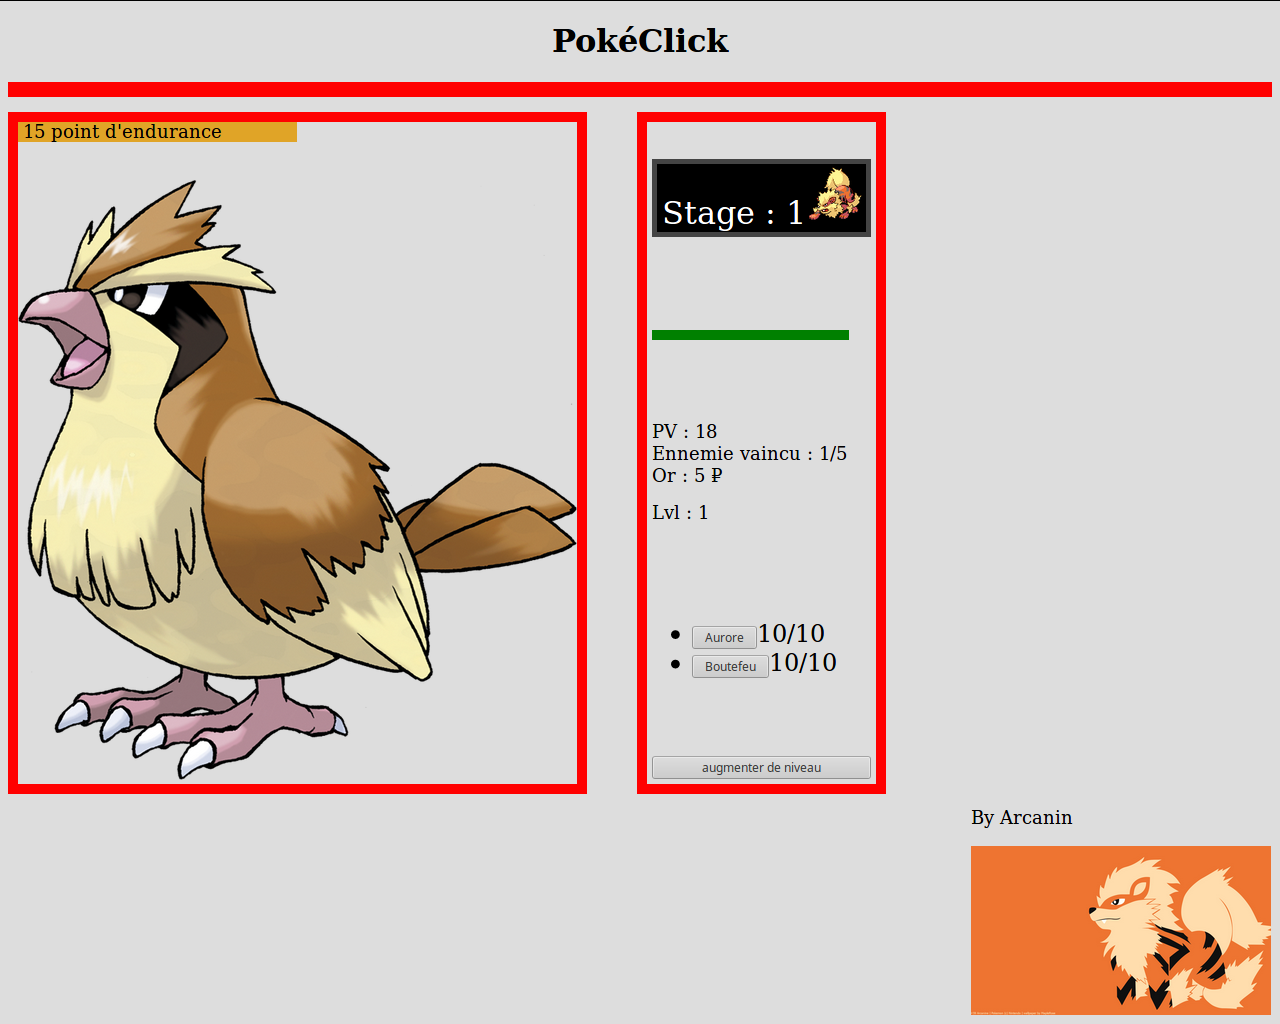 PokéClick
15 point d'endurance
Stage : 1
PV : 18
Ennemie vaincu : 1/5
Or : 5 ₽
Lvl : 1
Aurore 10/10
Boutefeu 10/10
augmenter de niveau
By Arcanin